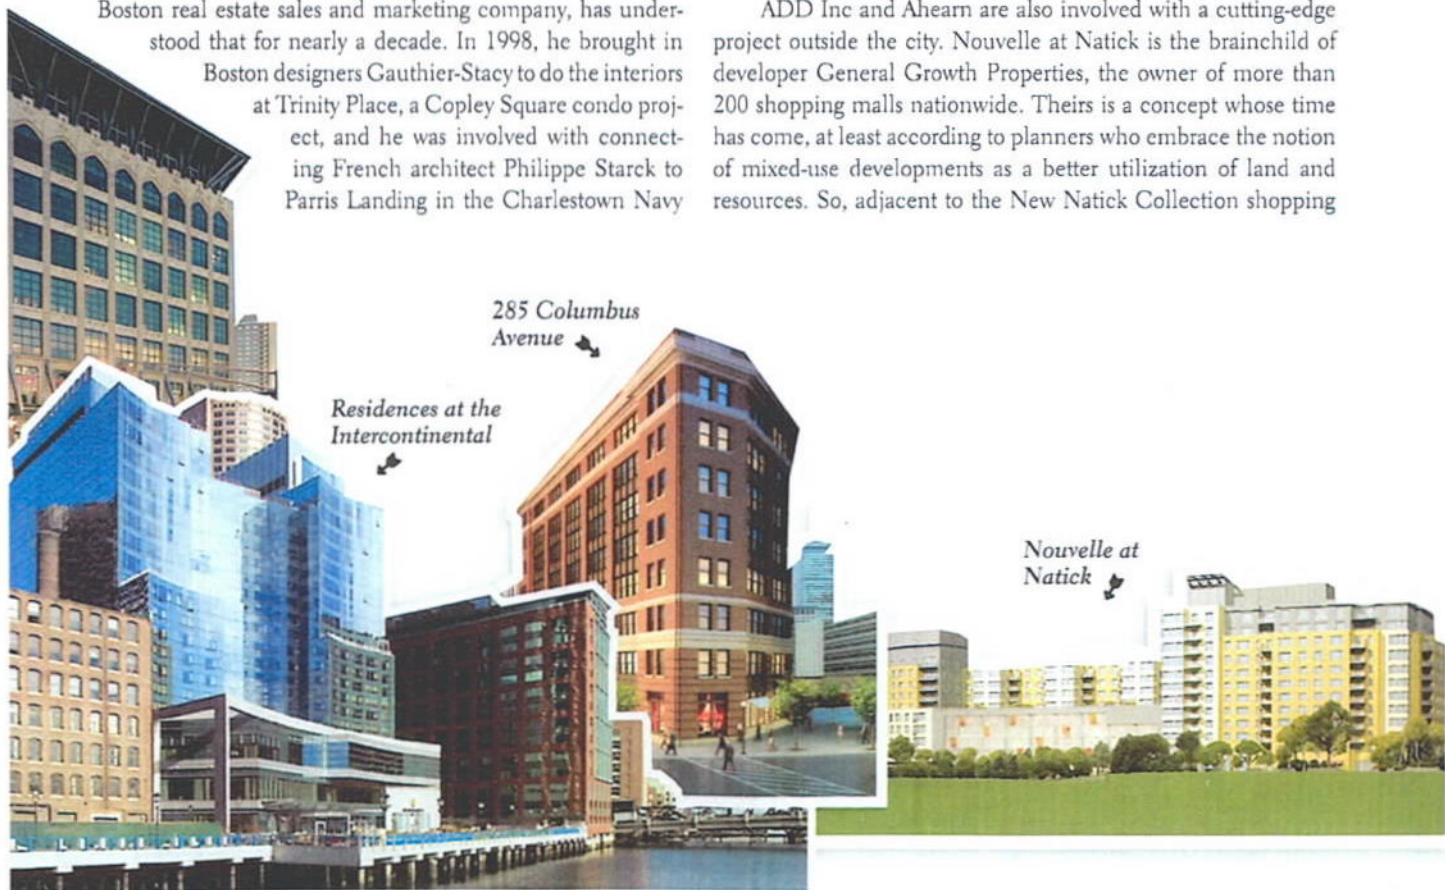 Boston real estate sales and marketing company, has under-
stood that for nearly a decade. In 1998, he brought in
Boston designers Gauthier-Stacy to do the interiors
at Trinity Place, a Copley Square condo proj-
ect, and he was involved with connect-
ing French architect Philippe Starck to
Parris Landing in the Charlestown Navy
ADD Inc and Ahearn are also involved with a cutting-edge
project outside the city. Nouvelle at Natick is the brainchild of
developer General Growth Properties, the owner of more than
200 shopping malls nationwide. Theirs is a concept whose time
has come, at least according to planners who embrace the notion
of mixed-use developments as a better utilization of land and
resources. So, adjacent to the New Natick Collection shopping
285 Columbus
Avenue
Residences at the
Intercontinental
Nouvelle at
Natick